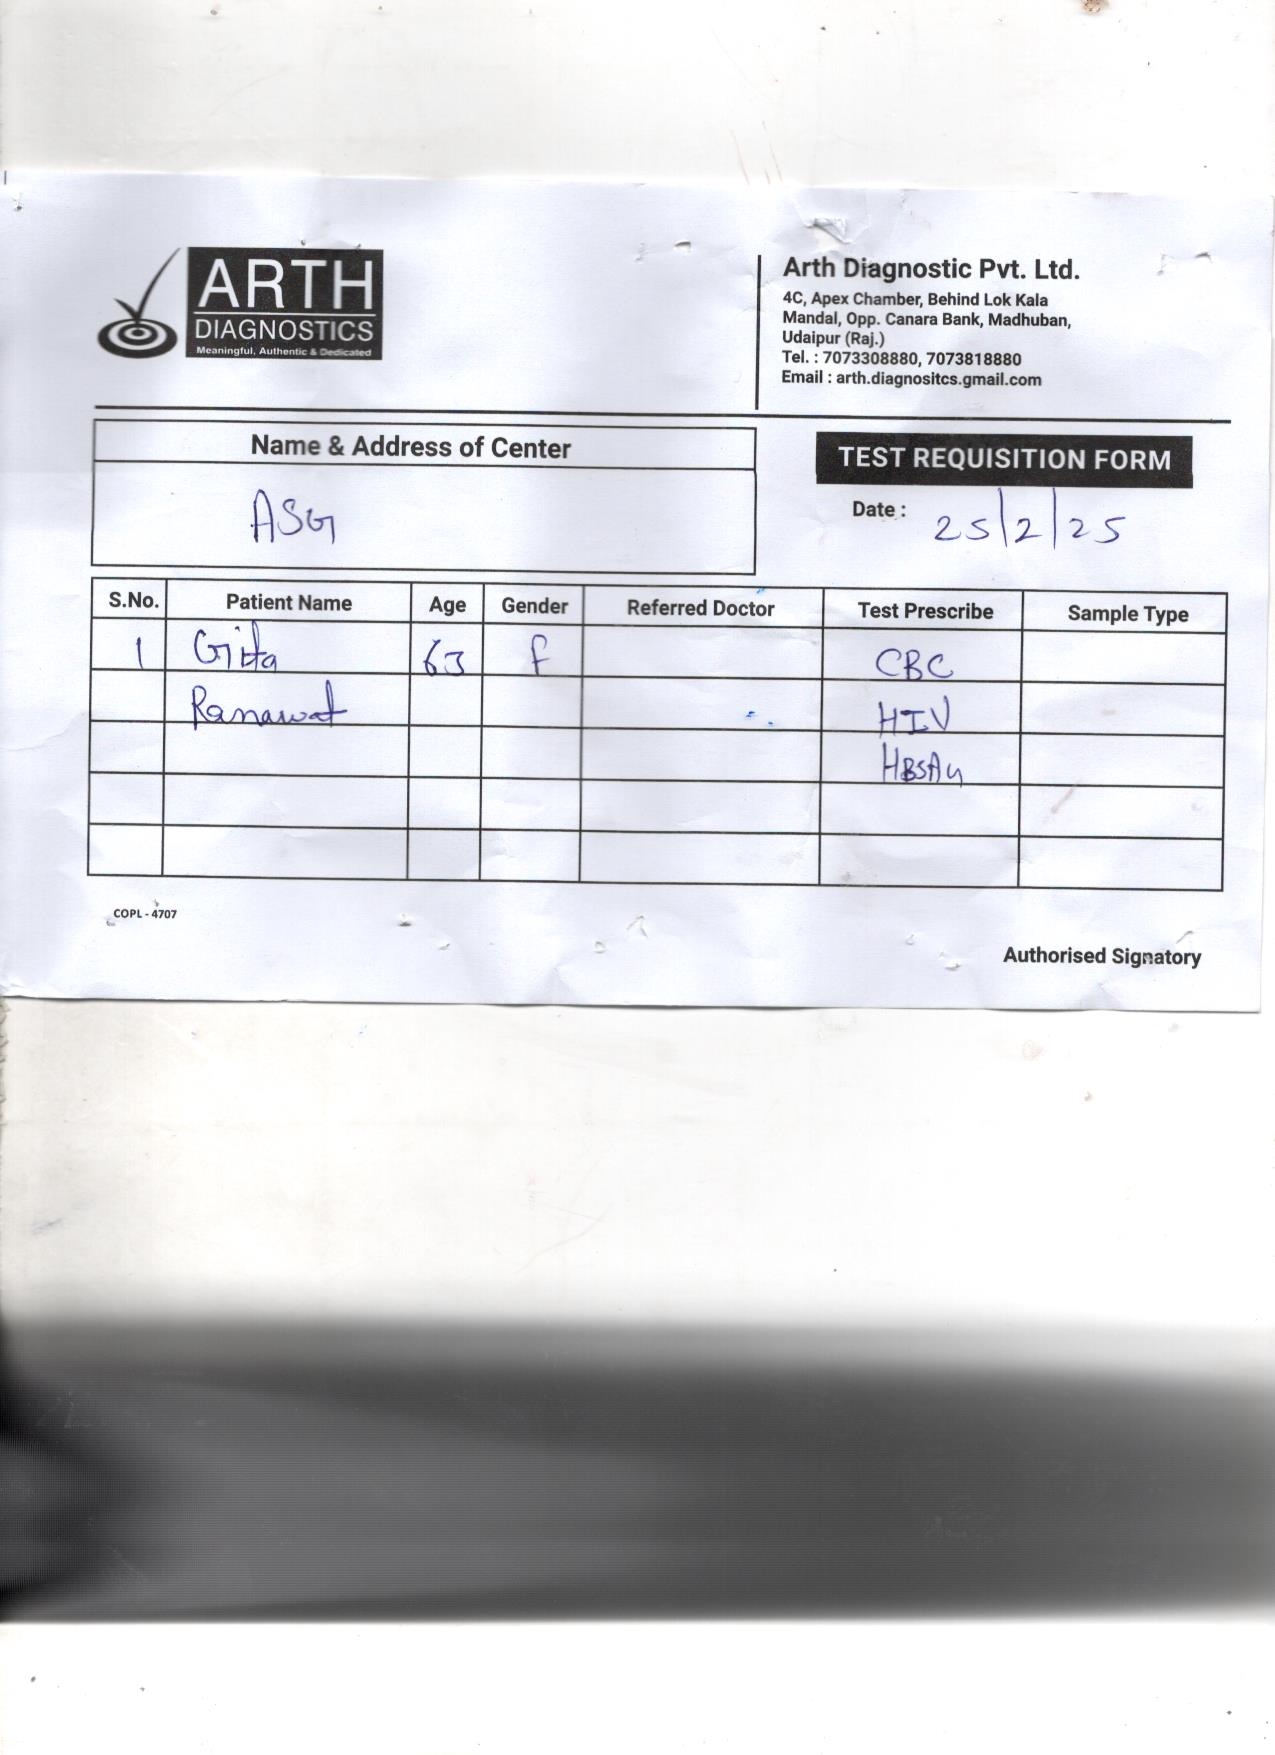 ARTH
DIAGNOSTICS
Meaningful, Authentic & Dedicated
Arth Diagnostic Pvt. Ltd.
4C, Apex Chamber, Behind Lok Kala
Mandal, Opp. Canara Bank, Madhuban,
Udaipur (Raj.)
Tel. : 7073308880, 7073818880
Email : arth.diagnositcs.gmail.com
Name & Address of Center
ASG
TEST REQUISITION FORM
Date : 25/2/25
S.No. Patient Name Age Gender Referred Doctor Test Prescribe Sample Type
1 Gita 63 F CBC
Ranawat HIV
HBSAg
COPL - 4707
Authorised Signatory